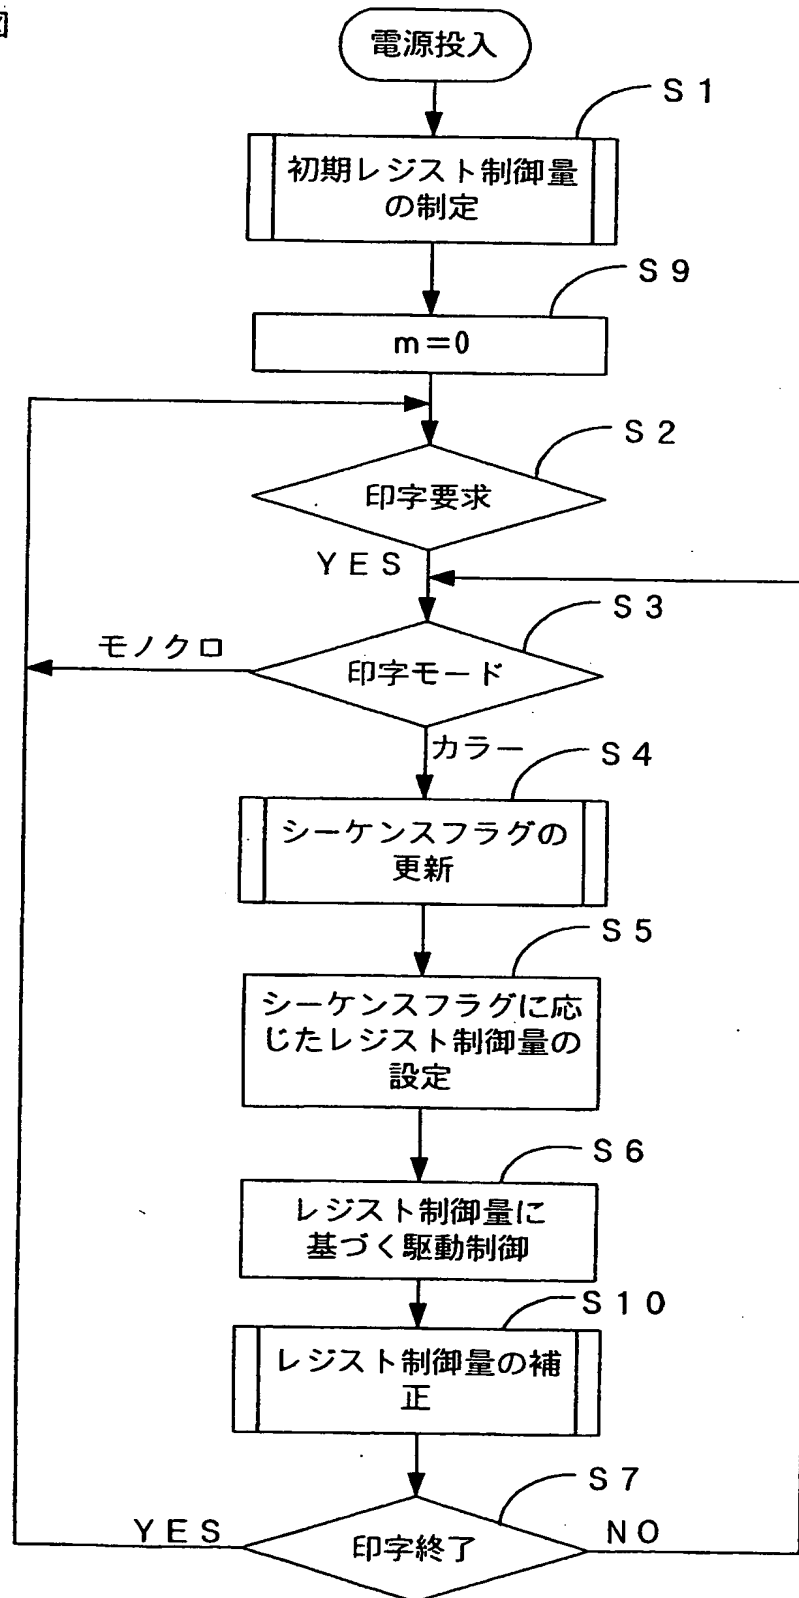 図
電源投入
S1
初期レジスト制御量
の制定
S9
m=0
S2
印字要求
YES
S3
モノクロ
印字モード
カラー
S4
シーケンスフラグの
更新
S5
シーケンスフラグに応
じたレジスト制御量の
設定
S6
レジスト制御量に
基づく駆動制御
S10
レジスト制御量の補
正
S7
YES
印字終了
NO